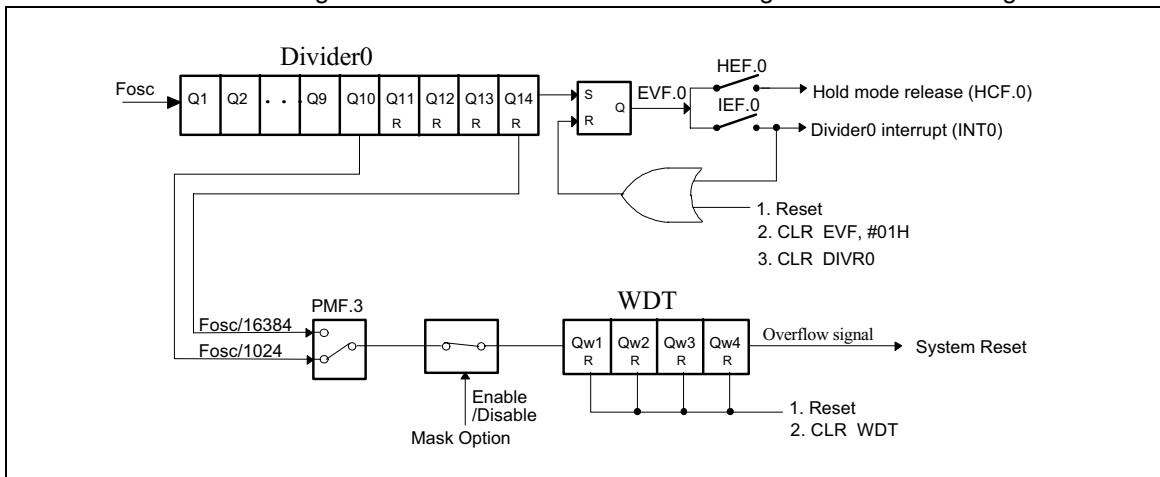 Divider0
Fosc
Q1 Q2 . . . Q9 Q10 Q11 Q12 Q13 Q14
R R R R
S
Q
R
EVF.0
HEF.0
Hold mode release (HCF.0)
IEF.0
Divider0 interrupt (INT0)
1. Reset
2. CLR EVF, #01H
3. CLR DIVR0
PMF.3
Fosc/16384
Fosc/1024
Enable
/Disable
Mask Option
WDT
Qw1 Qw2 Qw3 Qw4
R R R R
Overflow signal
System Reset
1. Reset
2. CLR WDT